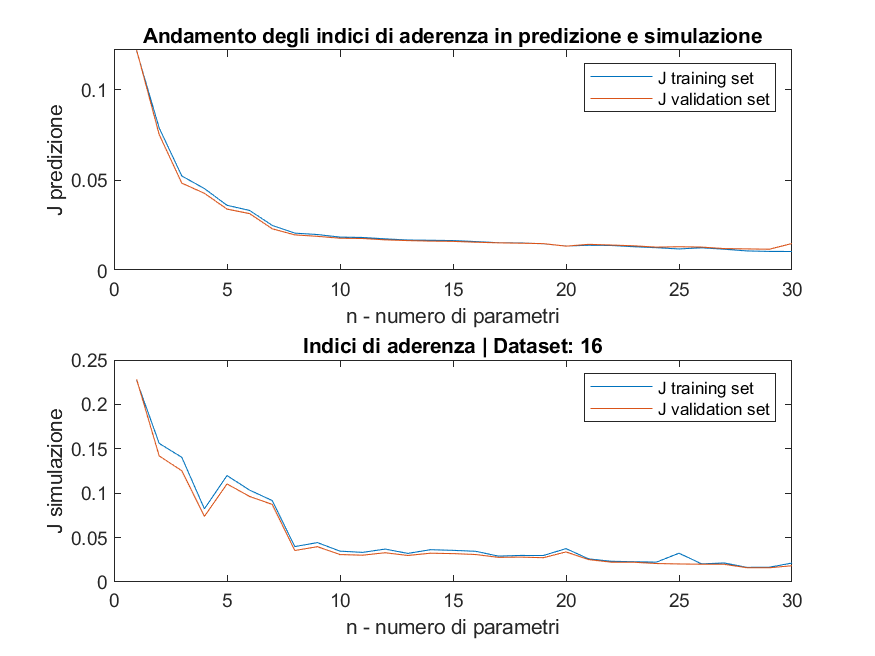 Andamento degli indici di aderenza in predizione e simulazione
J predizione
0.1
0.05
0
J training set
J validation set
0 5 10 15 20 25 30
n - numero di parametri
Indici di aderenza | Dataset: 16
J simulazione
0.25
0.2
0.15
0.1
0.05
0
J training set
J validation set
0 5 10 15 20 25 30
n - numero di parametri